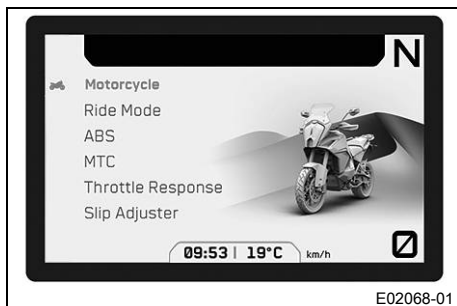 N
Motorcycle
Ride Mode
ABS
MTC
Throttle Response
Slip Adjuster
09:53 | 19°C km/h
0
E02068-01